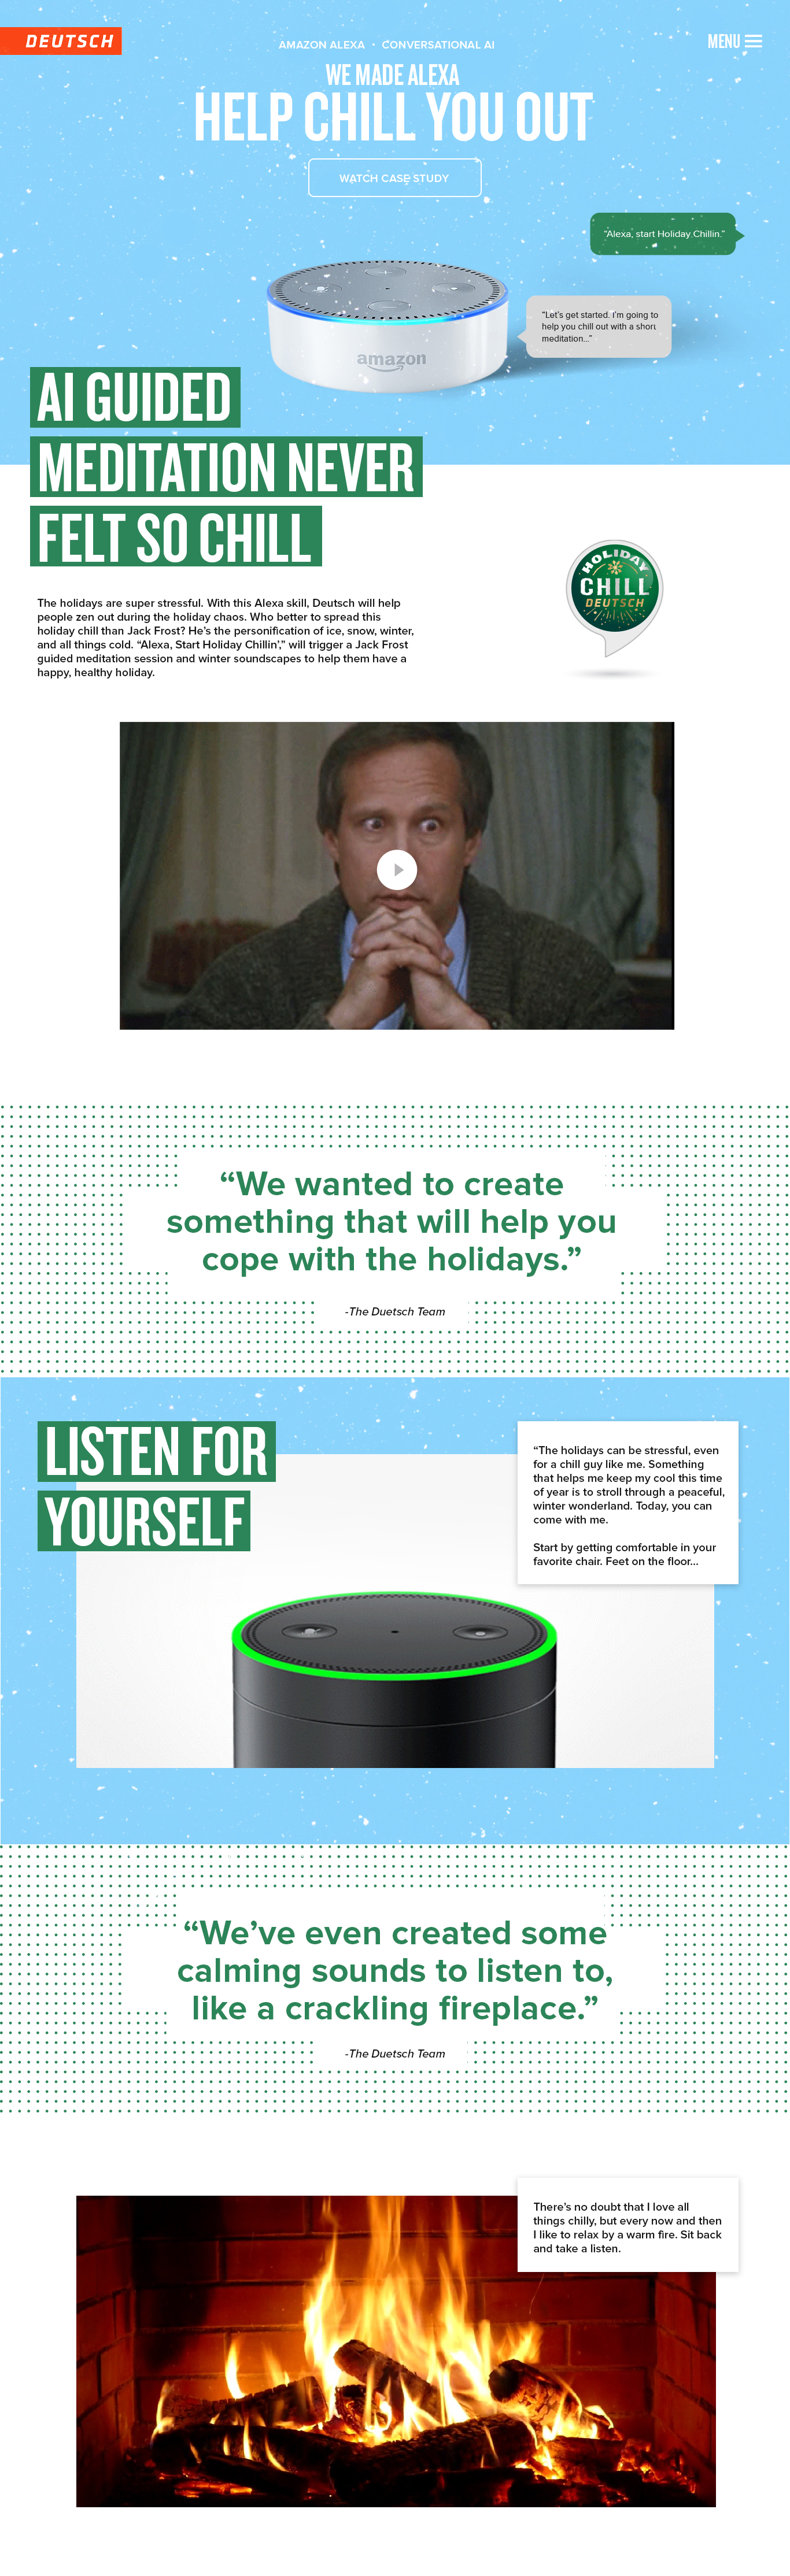 DEUTSCH
AMAZON ALEXA • CONVERSATIONAL AI
MENU
WE MADE ALEXA
HELP CHILL YOU OUT
WATCH CASE STUDY
“Alexa, start Holiday Chillin.”
“Let’s get started. I’m going to
help you chill out with a short
meditation...”
amazon
AI GUIDED
MEDITATION NEVER
FELT SO CHILL
The holidays are super stressful. With this Alexa skill, Deutsch will help
people zen out during the holiday chaos. Who better to spread this
holiday chill than Jack Frost? He’s the personification of ice, snow, winter,
and all things cold. “Alexa, Start Holiday Chillin’,” will trigger a Jack Frost
guided meditation session and winter soundscapes to help them have a
happy, healthy holiday.
HOLIDAY
CHILL
DEUTSCH
“We wanted to create
something that will help you
cope with the holidays.”
-The Duetsch Team
LISTEN FOR
YOURSELF
“The holidays can be stressful, even
for a chill guy like me. Something
that helps me keep my cool this time
of year is to stroll through a peaceful,
winter wonderland. Today, you can
come with me.
Start by getting comfortable in your
favorite chair. Feet on the floor...
“We’ve even created some
calming sounds to listen to,
like a crackling fireplace.”
-The Duetsch Team
There’s no doubt that I love all
things chilly, but every now and then
I like to relax by a warm fire. Sit back
and take a listen.